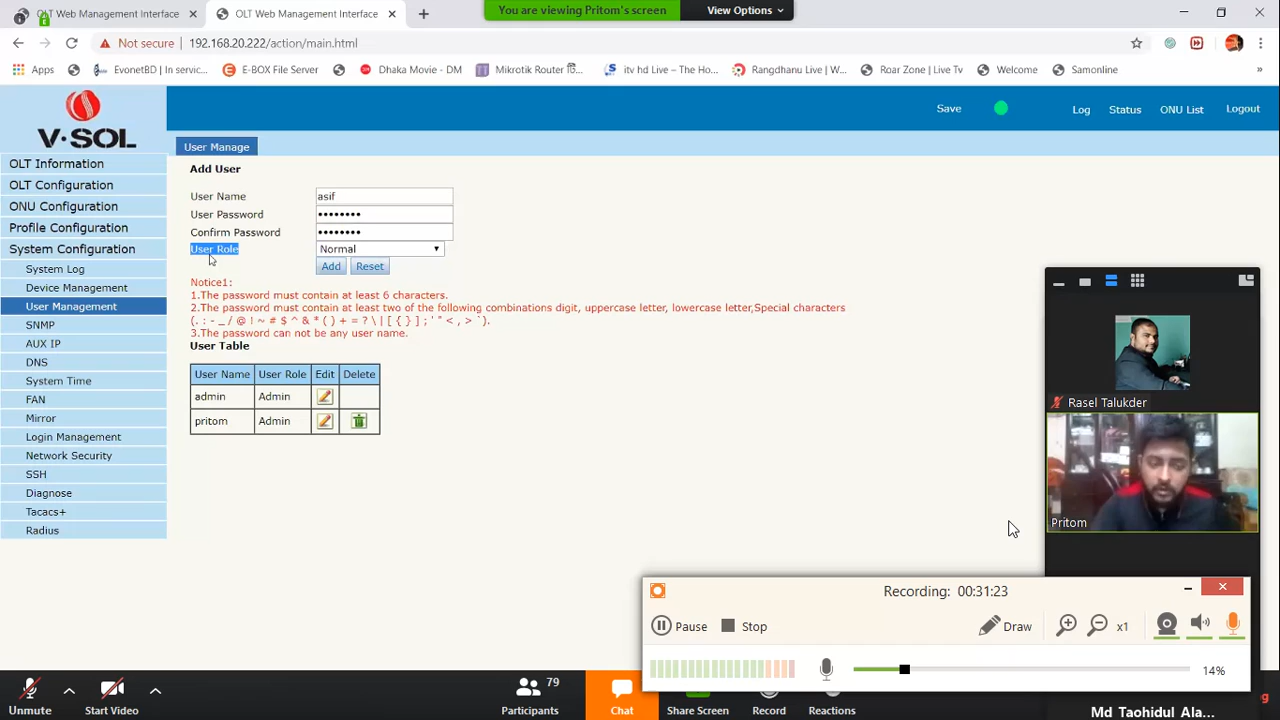 OLT Web Management Interface
OLT Web Management Interface
You are viewing Pritom's screen
View Options
Not secure
192.168.20.222/action/main.html
Apps
EvonetBD | In servic...
E-BOX File Server
Dhaka Movie - DM
Mikrotik Router
itv hd Live – The Ho...
Rangdhanu Live | W...
Roar Zone | Live Tv
Welcome
Samonline
»
V·SOL
Save
Log
Status
ONU List
Logout
OLT Information
OLT Configuration
ONU Configuration
Profile Configuration
System Configuration
System Log
Device Management
User Management
SNMP
AUX IP
DNS
System Time
FAN
Mirror
Login Management
Network Security
SSH
Diagnose
Tacacs+
Radius
User Manage
Add User
User Name asif
User Password ••••••••
Confirm Password ••••••••
User Role Normal
Add Reset
Notice1:
1.The password must contain at least 6 characters.
2.The password must contain at least two of the following combinations digit, uppercase letter, lowercase letter,Special characters
(. : - _ / @ ! ~ # $ ^ & * ( ) + = ? \ | [ { } ] ; ' " < , > `).
3.The password can not be any user name.
User Table
User Name User Role Edit Delete
admin Admin
pritom Admin
Rasel Talukder
Pritom
Recording: 00:31:23
Pause
Stop
Draw
x1
14%
Unmute
Start Video
79
Participants
Chat
Share Screen
Record
Reactions
Md Taohidul Ala...